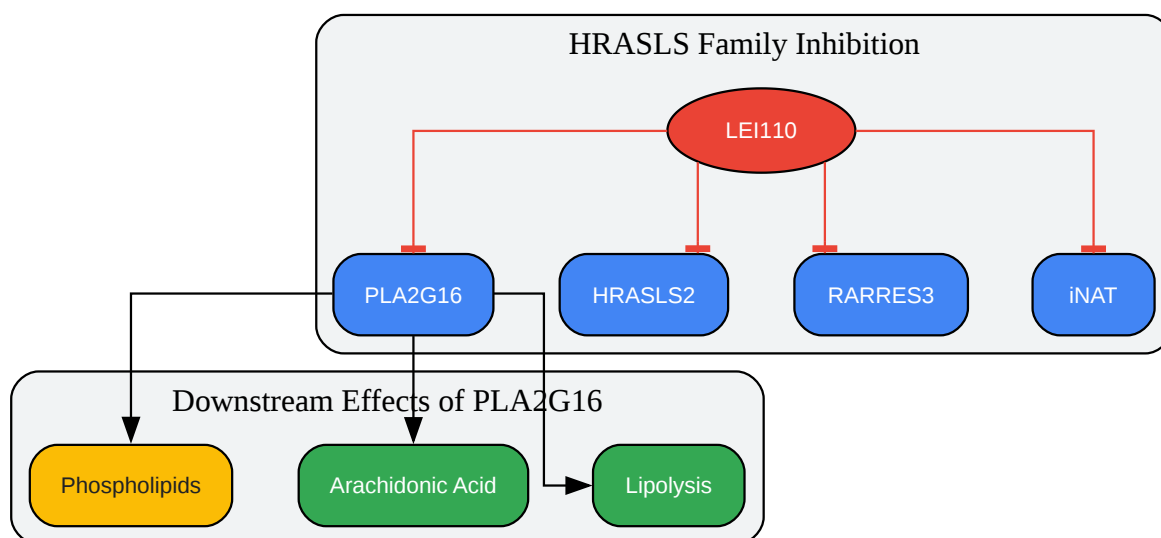 HRASLS Family Inhibition
LEI110
PLA2G16
HRASLS2
RARRES3
iNAT
Downstream Effects of PLA2G16
Phospholipids
Arachidonic Acid
Lipolysis